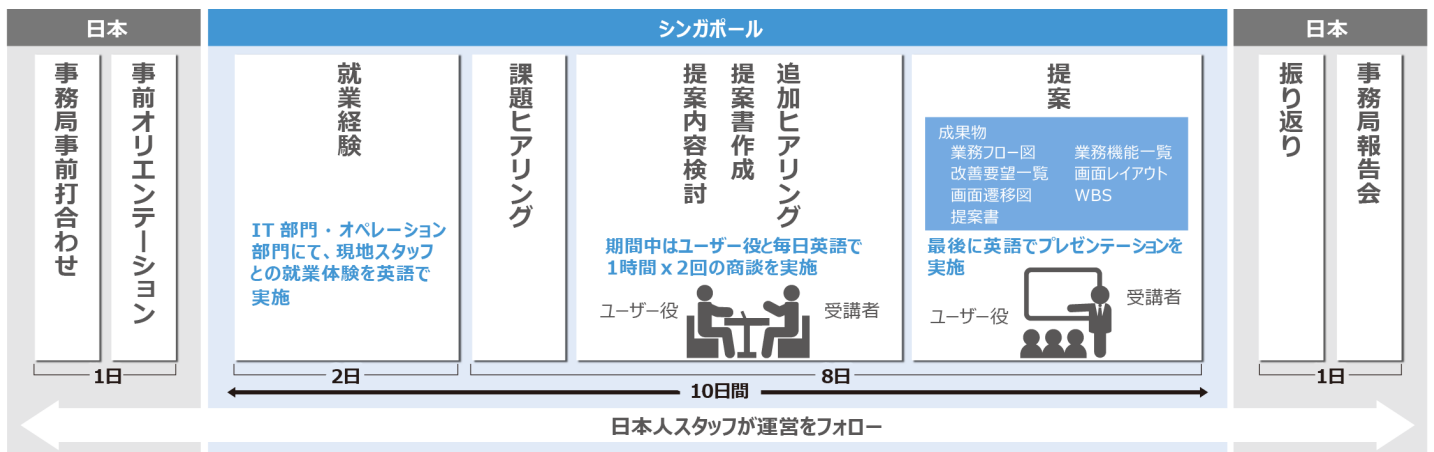 日本
事務局事前打合わせ
事前オリエンテーション
1日
シンガポール
就業経験
IT 部門・オペレーション
部門にて、現地スタッフ
との就業体験を英語で
実施
2日
課題ヒアリング
追加ヒアリング
提案書作成
提案内容検討
期間中はユーザー役と毎日英語で
1時間 x 2回の商談を実施
ユーザー役
受講者
提案
成果物
業務フロー図
業務機能一覧
改善要望一覧
画面レイアウト
画面遷移図
WBS
提案書
最後に英語でプレゼンテーションを
実施
ユーザー役
受講者
8日
10日間
日本
振り返り
事務局報告会
1日
日本人スタッフが運営をフォロー